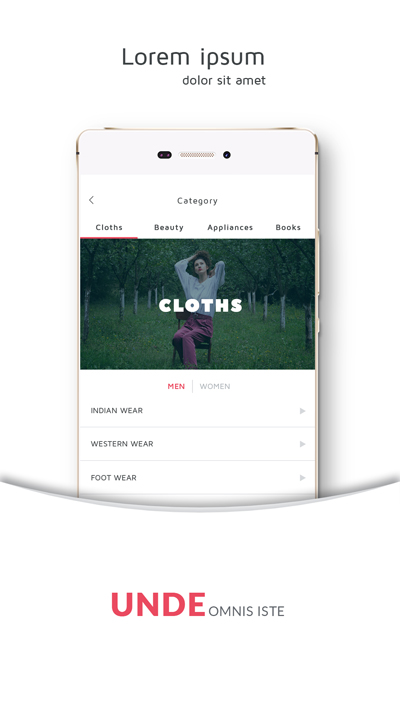 Lorem ipsum
dolor sit amet
Category
Cloths Beauty Appliances Books
CLOTHS
MEN WOMEN
INDIAN WEAR
WESTERN WEAR
FOOT WEAR
UNDE OMNIS ISTE